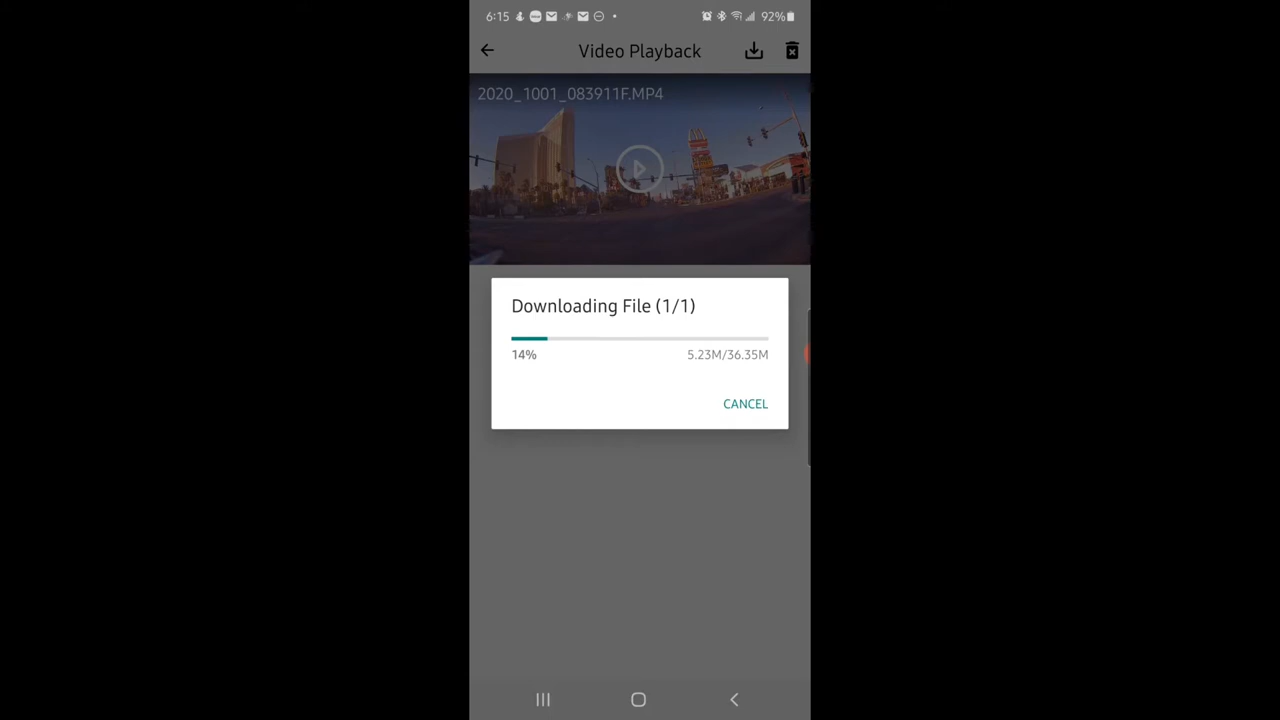 6:15 92%
Video Playback
2020_1001_083911F.MP4
Downloading File (1/1)
14% 5.23M/36.35M
CANCEL